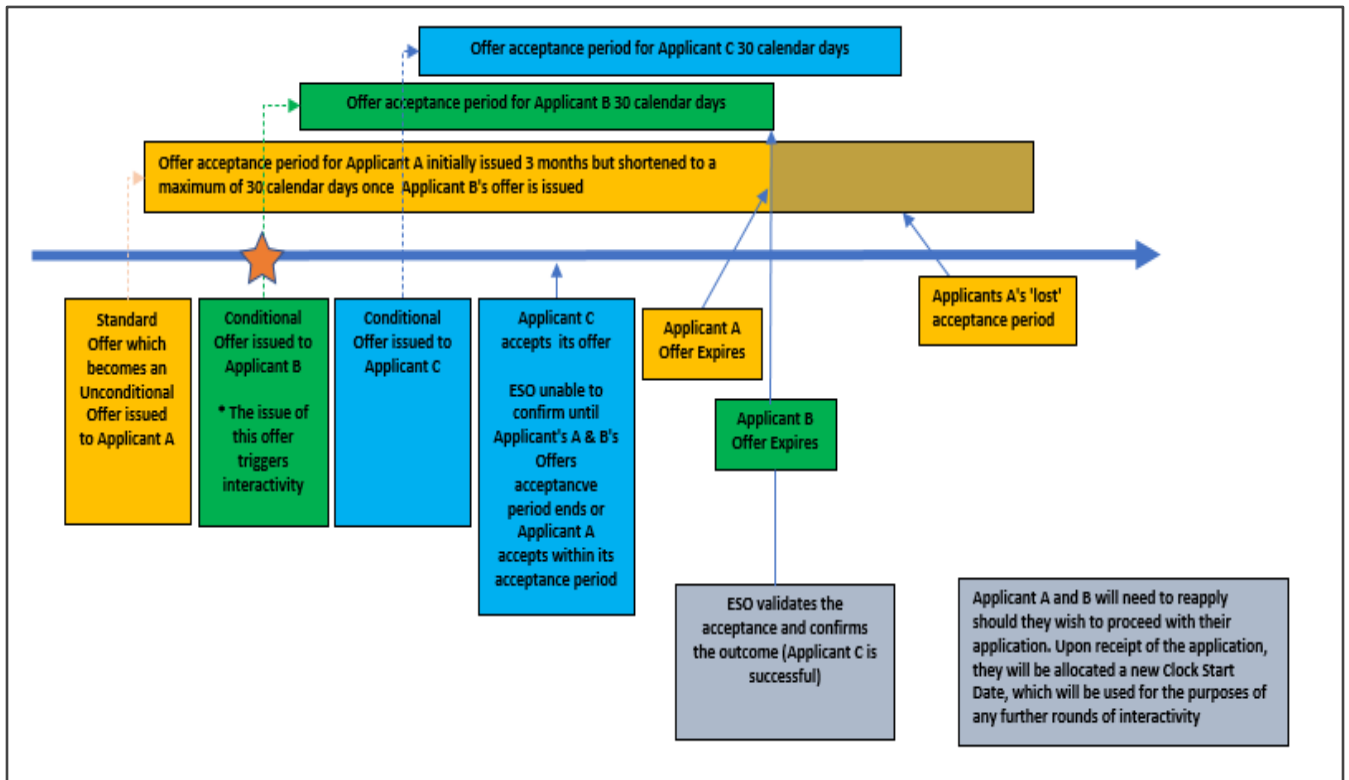 Offer acceptance period for Applicant C 30 calendar days
Offer acceptance period for Applicant B 30 calendar days
Offer acceptance period for Applicant A initially issued 3 months but shortened to a
maximum of 30 calendar days once Applicant B's offer is issued
Standard
Offer which
becomes an
Unconditional
Offer issued
to Applicant A
Conditional
Offer issued to
Applicant B
* The issue of
this offer
triggers
interactivity
Conditional
Offer issued to
Applicant C
Applicant C
accepts its offer
ESO unable to
confirm until
Applicant's A & B's
Offers
acceptancve
period ends or
Applicant A
accepts within its
acceptance period
Applicant A
Offer Expires
Applicant B
Offer Expires
Applicants A's 'lost'
acceptance period
ESO validates the
acceptance and confirms
the outcome (Applicant C is
successful)
Applicant A and B will need to reapply
should they wish to proceed with their
application. Upon receipt of the application,
they will be allocated a new Clock Start
Date, which will be used for the purposes of
any further rounds of interactivity